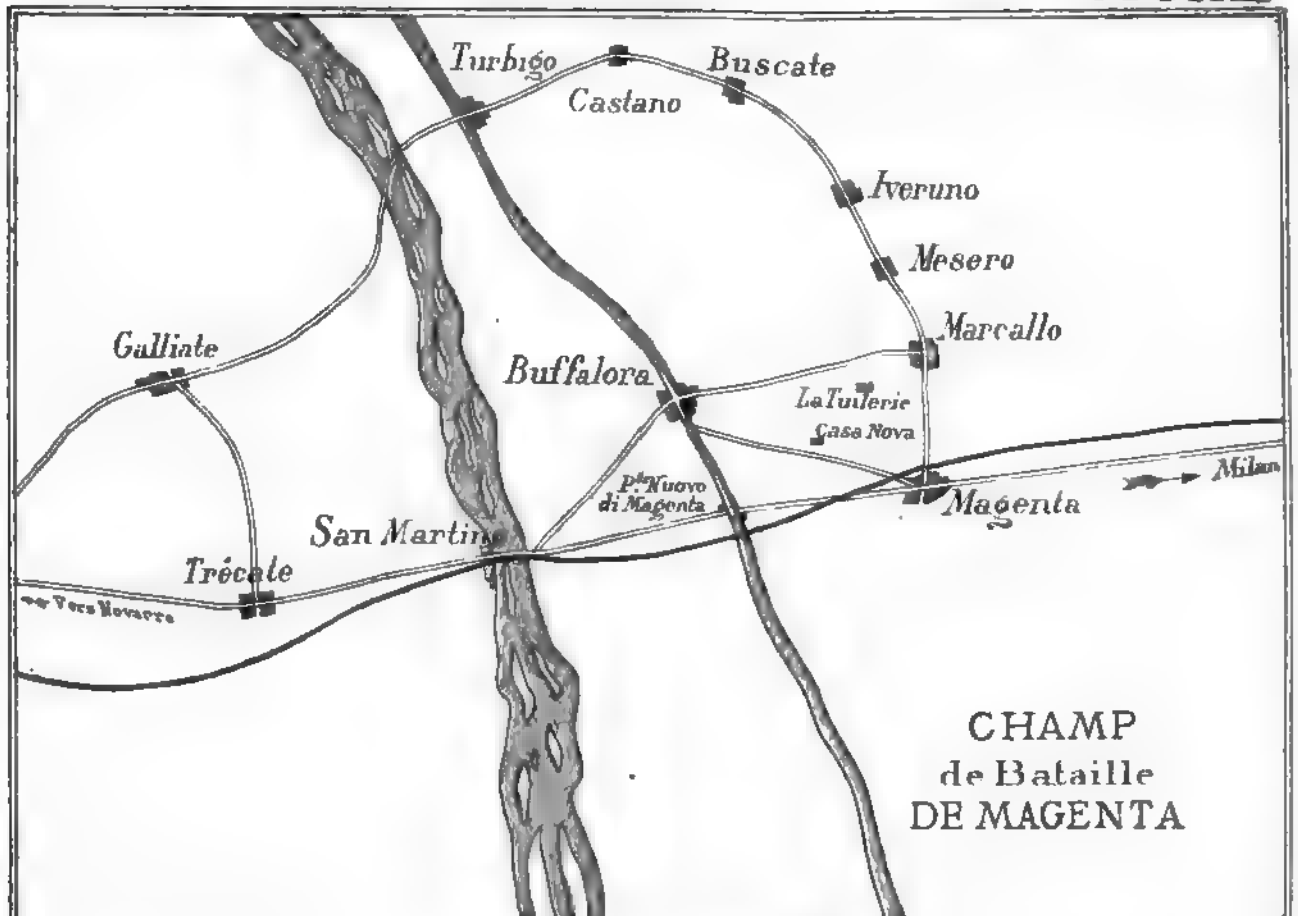 Turbigo
Buscate
Castano
Iveruno
Mesero
Marcallo
Galliate
Buffalora
La Tuilerie
Casa Nova
Milan
Pte Nuovo
di Magenta
Magenta
San Martino
Trécate
Vers Novarre
CHAMP
de Bataille
DE MAGENTA